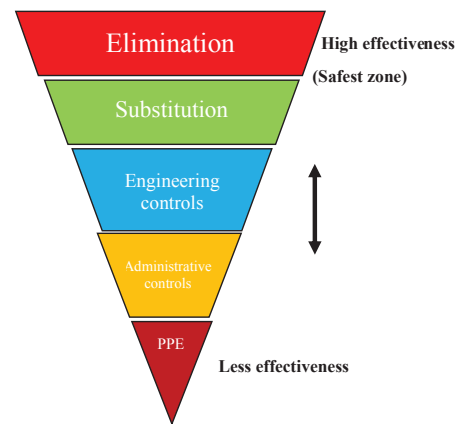 Elimination
High effectiveness
(Safest zone)
Substitution
Engineering
controls
Administrative
controls
PPE
Less effectiveness